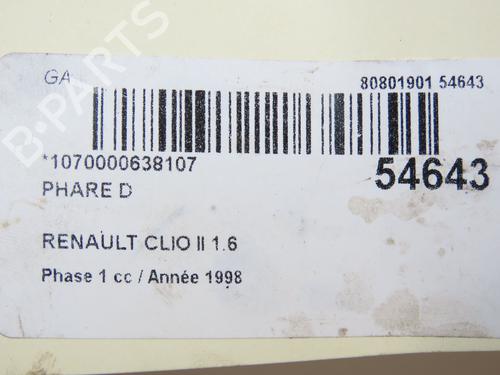 GA
80801901 54643
*1070000638107
54643
PHARE D
RENAULT CLIO II 1.6
Phase 1 cc / Année 1998
B-PARTS